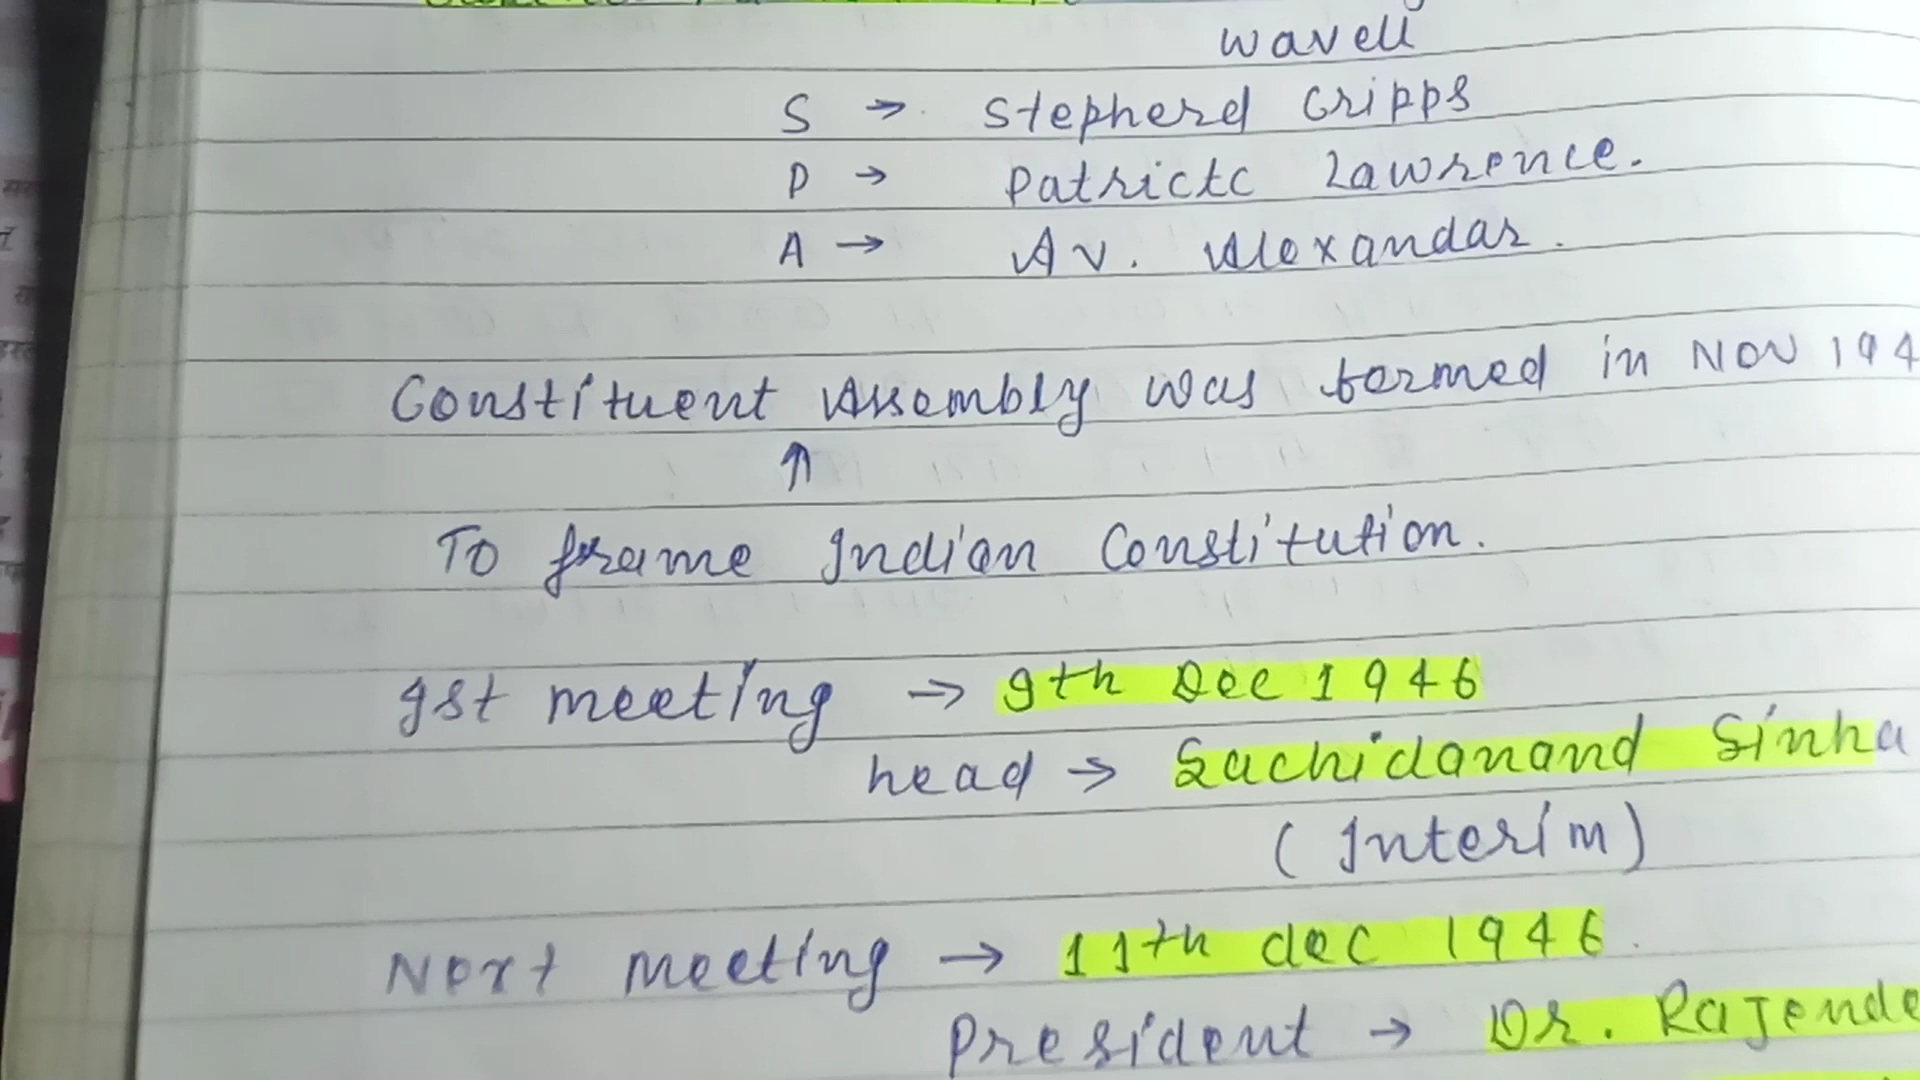 wavell
S → Stepherd Cripps
P → Patrictc Lawrence.
A → AV. Alexandar.
Constituent Assembly was formed in NOV 194
↑
To frame Indian Constitution.
1st meeting → 9th Dec 1946
head → Sachidanand Sinha
(Interim)
Next meeting → 11th dec 1946.
President → Dr. Rajende